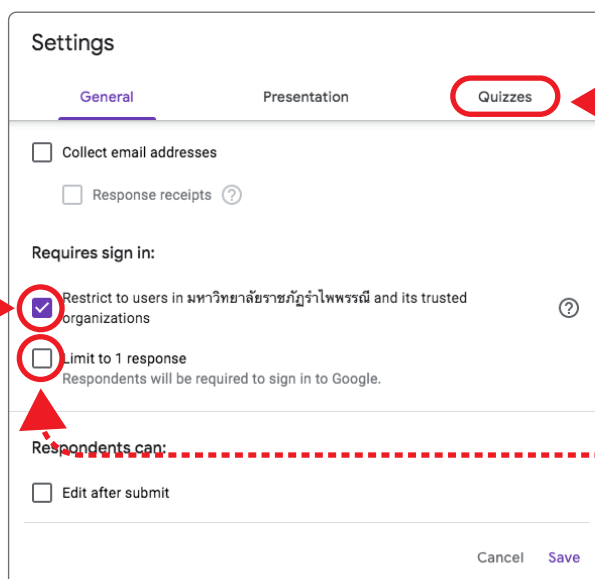 Settings
General Presentation Quizzes
Collect email addresses
Response receipts ?
Requires sign in:
Restrict to users in มหาวิทยาลัยราชภัฏรำไพพรรณี and its trusted
organizations
?
Limit to 1 response
Respondents will be required to sign in to Google.
Respondents can:
Edit after submit
Cancel Save